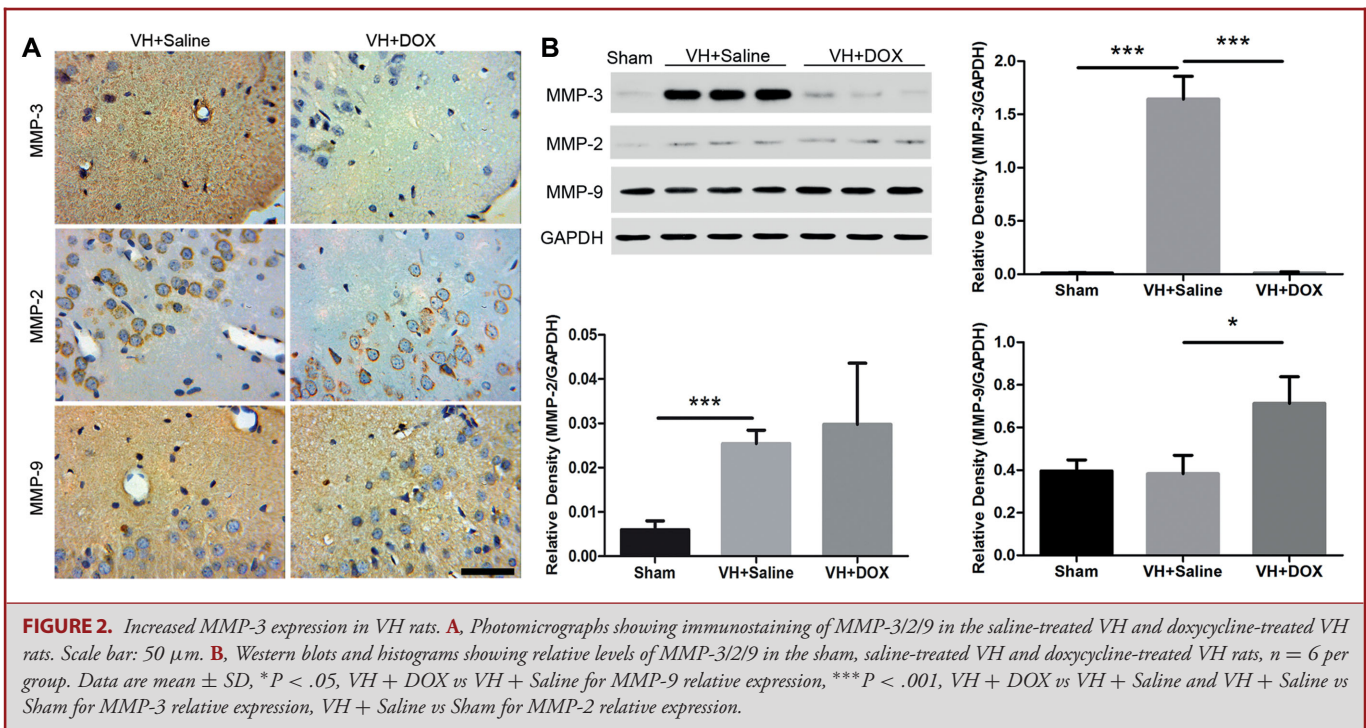 A
VH+Saline
VH+DOX
MMP-3
MMP-2
MMP-9
B
Sham
VH+Saline
VH+DOX
MMP-3
MMP-2
MMP-9
GAPDH
Relative Density (MMP-3/GAPDH)
2.0
1.5
1.0
0.5
0.0
***
***
Sham
VH+Saline
VH+DOX
Relative Density (MMP-2/GAPDH)
0.05
0.04
0.03
0.02
0.01
0.00
***
Sham
VH+Saline
VH+DOX
Relative Density (MMP-9/GAPDH)
1.0
0.8
0.6
0.4
0.2
0.0
*
Sham
VH+Saline
VH+DOX
FIGURE 2. Increased MMP-3 expression in VH rats. A, Photomicrographs showing immunostaining of MMP-3/2/9 in the saline-treated VH and doxycycline-treated VH
rats. Scale bar: 50 μm. B, Western blots and histograms showing relative levels of MMP-3/2/9 in the sham, saline-treated VH and doxycycline-treated VH rats, n = 6 per
group. Data are mean ± SD, *P < .05, VH + DOX vs VH + Saline for MMP-9 relative expression, ***P < .001, VH + DOX vs VH + Saline and VH + Saline vs
Sham for MMP-3 relative expression, VH + Saline vs Sham for MMP-2 relative expression.